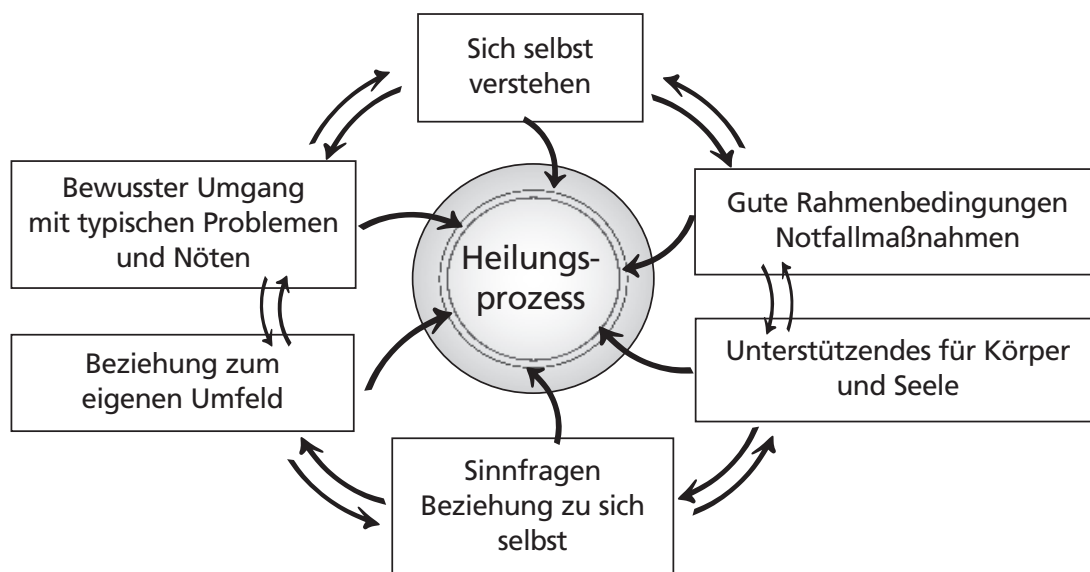 Sich selbst
verstehen
Bewusster Umgang
mit typischen Problemen
und Nöten
Gute Rahmenbedingungen
Notfallmaßnahmen
Heilungs-
prozess
Beziehung zum
eigenen Umfeld
Unterstützendes für Körper
und Seele
Sinnfragen
Beziehung zu sich
selbst